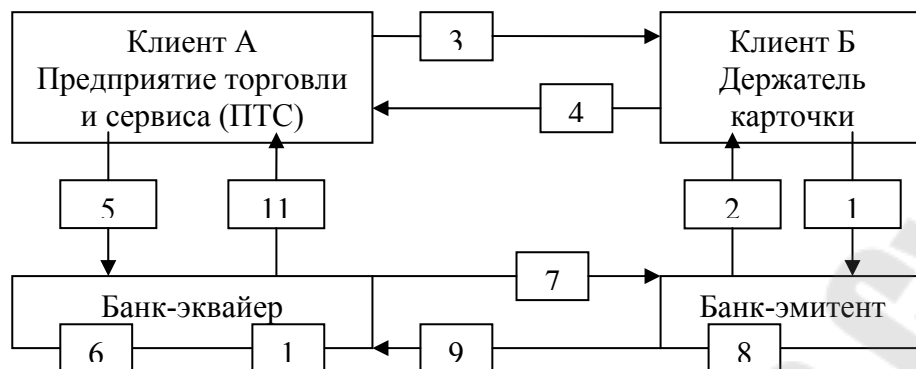 Клиент А
Предприятие торговли
и сервиса (ПТС)
3
4
Клиент Б
Держатель
карточки
5
11
2
1
Банк-эквайер
7
Банк-эмитент
6
1
9
8